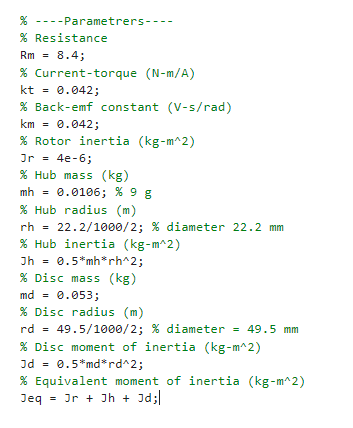 % ----Parametrers----
% Resistance
Rm = 8.4;
% Current-torque (N-m/A)
kt = 0.042;
% Back-emf constant (V-s/rad)
km = 0.042;
% Rotor inertia (kg-m^2)
Jr = 4e-6;
% Hub mass (kg)
mh = 0.0106; % 9 g
% Hub radius (m)
rh = 22.2/1000/2; % diameter 22.2 mm
% Hub inertia (kg-m^2)
Jh = 0.5*mh*rh^2;
% Disc mass (kg)
md = 0.053;
% Disc radius (m)
rd = 49.5/1000/2; % diameter = 49.5 mm
% Disc moment of inertia (kg-m^2)
Jd = 0.5*md*rd^2;
% Equivalent moment of inertia (kg-m^2)
Jeq = Jr + Jh + Jd;